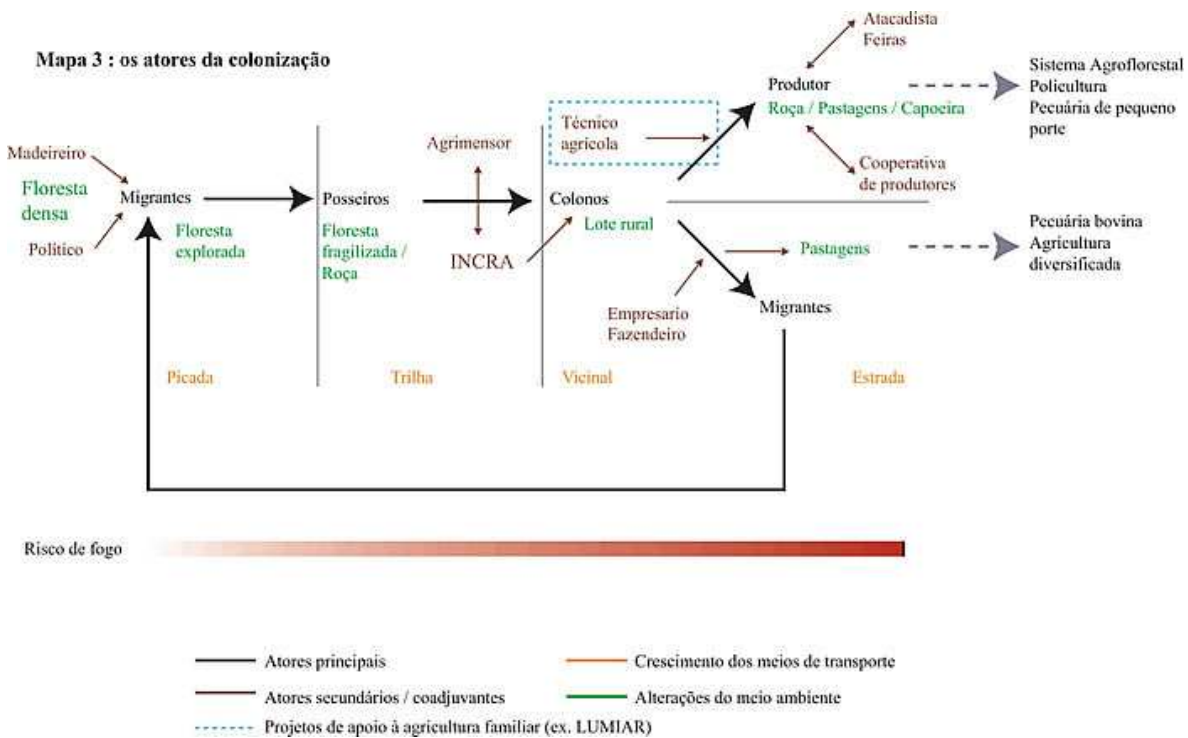 Mapa 3 : os atores da colonização
Madeireiro
Floresta
densa
Político
Migrantes
Floresta
explorada
Picada
Posseiros
Floresta
fragilizada /
Roça
Agrimensor
INCRA
Trilha
Técnico
agrícola
Colonos
Lote rural
Empresario
Fazendeiro
Vicinal
Atacadista
Feiras
Produtor
Roça / Pastagens / Capoeira
Cooperativa
de produtores
Pastagens
Migrantes
Estrada
Sistema Agroflorestal
Policultura
Pecuária de pequeno
porte
Pecuária bovina
Agricultura
diversificada
Risco de fogo
Atores principais
Crescimento dos meios de transporte
Atores secundários / coadjuvantes
Alterações do meio ambiente
Projetos de apoio à agricultura familiar (ex. LUMIAR)